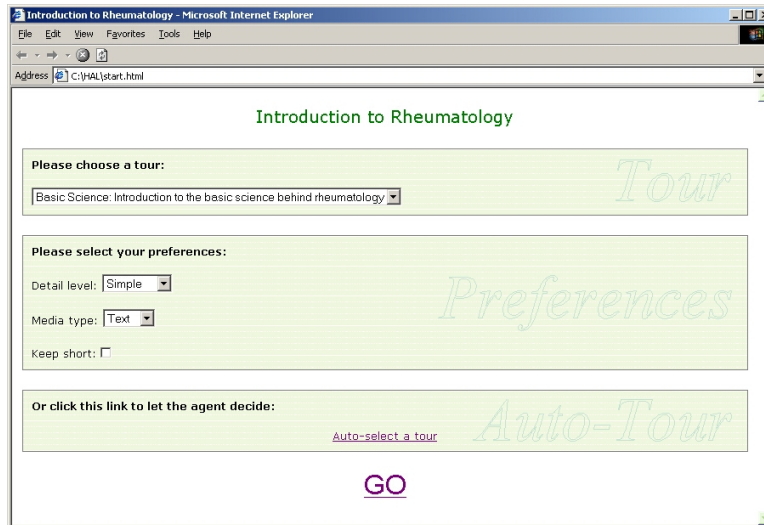 Introduction to Rheumatology - Microsoft Internet Explorer
File Edit View Favorites Tools Help
Address C:\HAL\start.html
Introduction to Rheumatology
Please choose a tour:
Tour
Basic Science: Introduction to the basic science behind rheumatology
Please select your preferences:
Detail level: Simple
Preferences
Media type: Text
Keep short:
Or click this link to let the agent decide:
Auto-Tour
Auto-select a tour
GO